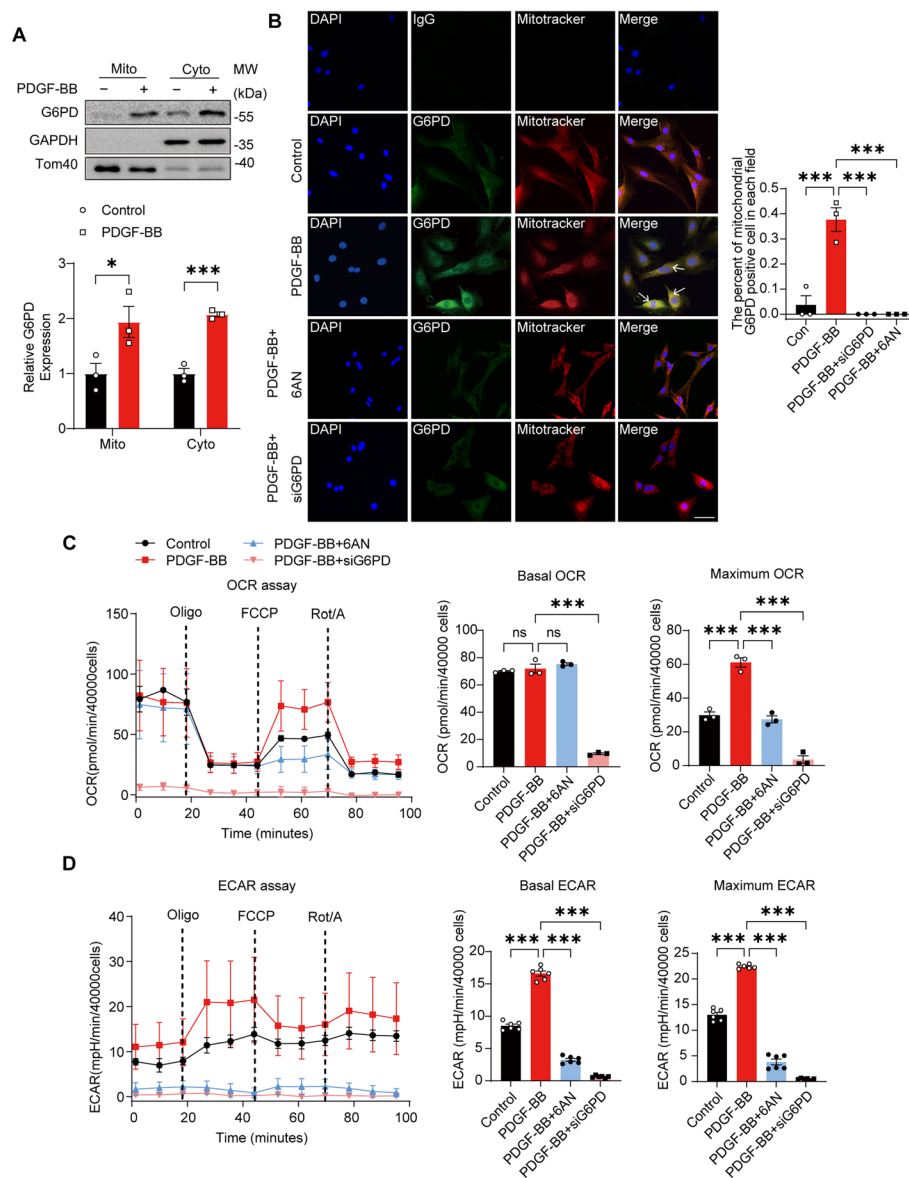 A
Mito
Cyto
MW
PDGF-BB
−
+
−
+
(kDa)
G6PD
-55
GAPDH
-35
Tom40
-40
Control
PDGF-BB
Relative G6PD
Expression
3
2
1
0
*
***
Mito
Cyto
B
DAPI
IgG
Mitotracker
Merge
Control
DAPI
G6PD
Mitotracker
Merge
PDGF-BB
DAPI
G6PD
Mitotracker
Merge
PDGF-BB+
6AN
DAPI
G6PD
Mitotracker
Merge
PDGF-BB+
siG6PD
DAPI
G6PD
Mitotracker
Merge
The percent of mitochondrial
G6PD positive cell in each field
0.5
0.4
0.3
0.2
0.1
0.0
***
*** ***
Con
PDGF-BB
PDGF-BB+siG6PD
PDGF-BB+6AN
C
Control
PDGF-BB+6AN
PDGF-BB
PDGF-BB+siG6PD
OCR assay
OCR(pmol/min/40000cells)
150
100
50
0
Oligo
FCCP
Rot/A
0 20 40 60 80 100
Time (minutes)
Basal OCR
OCR (pmol/min/40000 cells)
100
80
60
40
20
0
***
ns ns
Control
PDGF-BB
PDGF-BB+6AN
PDGF-BB+siG6PD
Maximum OCR
OCR (pmol/min/40000 cells)
80
60
40
20
0
***
*** ***
Control
PDGF-BB
PDGF-BB+6AN
PDGF-BB+siG6PD
D
ECAR assay
ECAR(mpH/min/40000cells)
40
30
20
10
0
Oligo
FCCP
Rot/A
0 20 40 60 80 100
Time (minutes)
Basal ECAR
ECAR (mpH/min/40000 cells)
20
15
10
5
0
***
*** ***
Control
PDGF-BB
PDGF-BB+6AN
PDGF-BB+siG6PD
Maximum ECAR
ECAR (mpH/min/40000 cells)
25
20
15
10
5
0
***
*** ***
Control
PDGF-BB
PDGF-BB+6AN
PDGF-BB+siG6PD